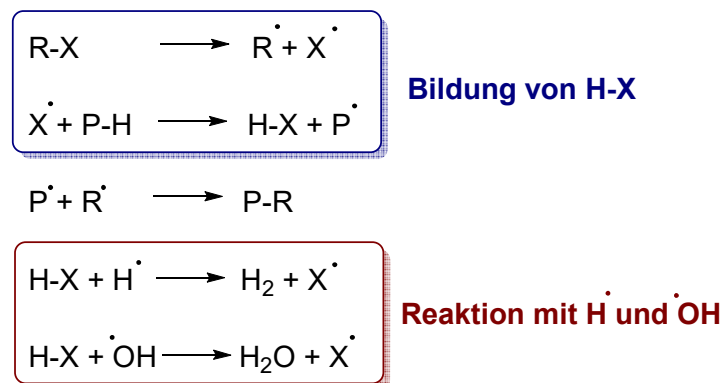 R-X ⟶ R• + X•
Bildung von H-X
X• + P-H ⟶ H-X + P•
P• + R• ⟶ P-R
H-X + H• ⟶ H₂ + X•
Reaktion mit H• und •OH
H-X + •OH ⟶ H₂O + X•